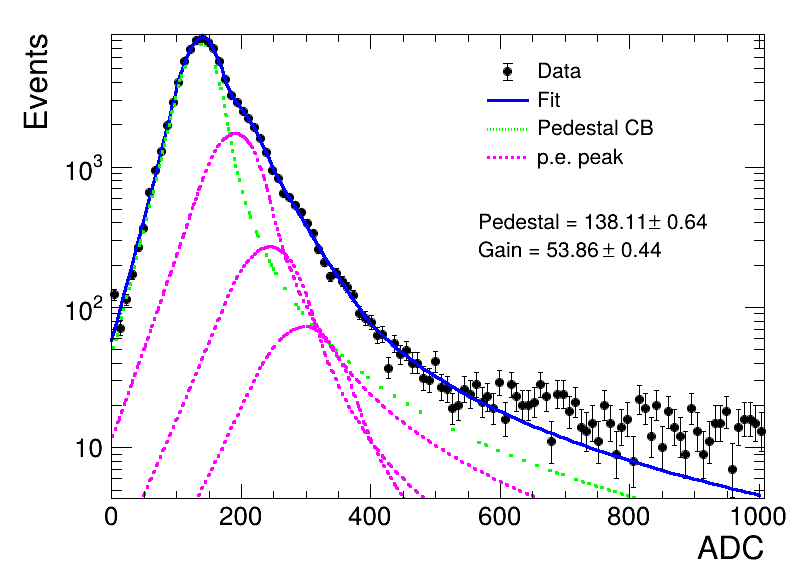 Events
10³
10²
10
Data
Fit
Pedestal CB
p.e. peak
Pedestal = 138.11± 0.64
Gain = 53.86 ± 0.44
0 200 400 600 800 1000
ADC